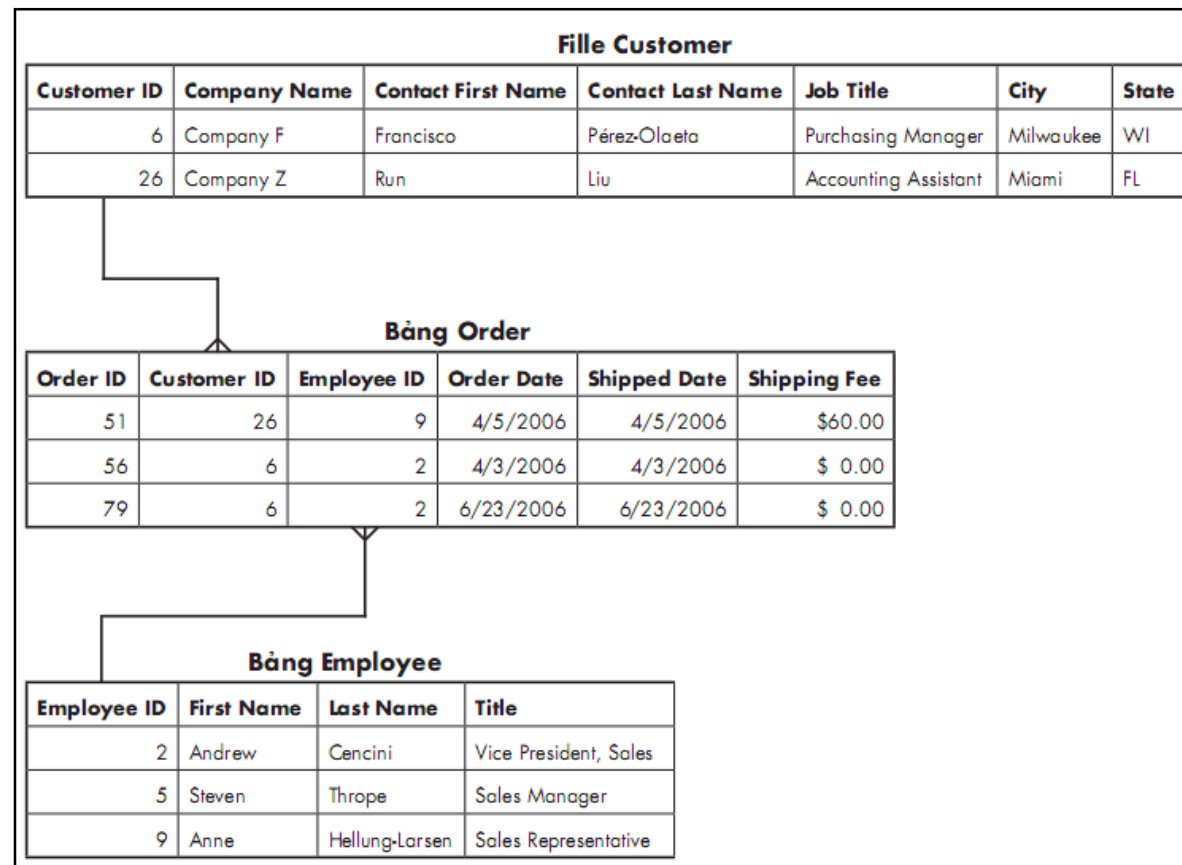 Fille Customer
Customer ID Company Name Contact First Name Contact Last Name Job Title City State
6 Company F Francisco Pérez-Olaeta Purchasing Manager Milwaukee WI
26 Company Z Run Liu Accounting Assistant Miami FL
Bảng Order
Order ID Customer ID Employee ID Order Date Shipped Date Shipping Fee
51 26 9 4/5/2006 4/5/2006 $60.00
56 6 2 4/3/2006 4/3/2006 $ 0.00
79 6 2 6/23/2006 6/23/2006 $ 0.00
Bảng Employee
Employee ID First Name Last Name Title
2 Andrew Cencini Vice President, Sales
5 Steven Thrope Sales Manager
9 Anne Hellung-Larsen Sales Representative